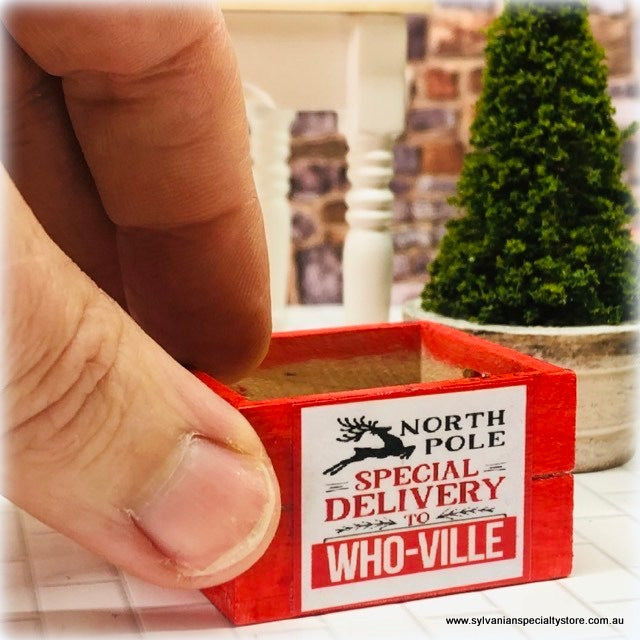 NORTH
POLE
SPECIAL
DELIVERY
TO
WHO-VILLE
www.sylvanianspecialtystore.com.au